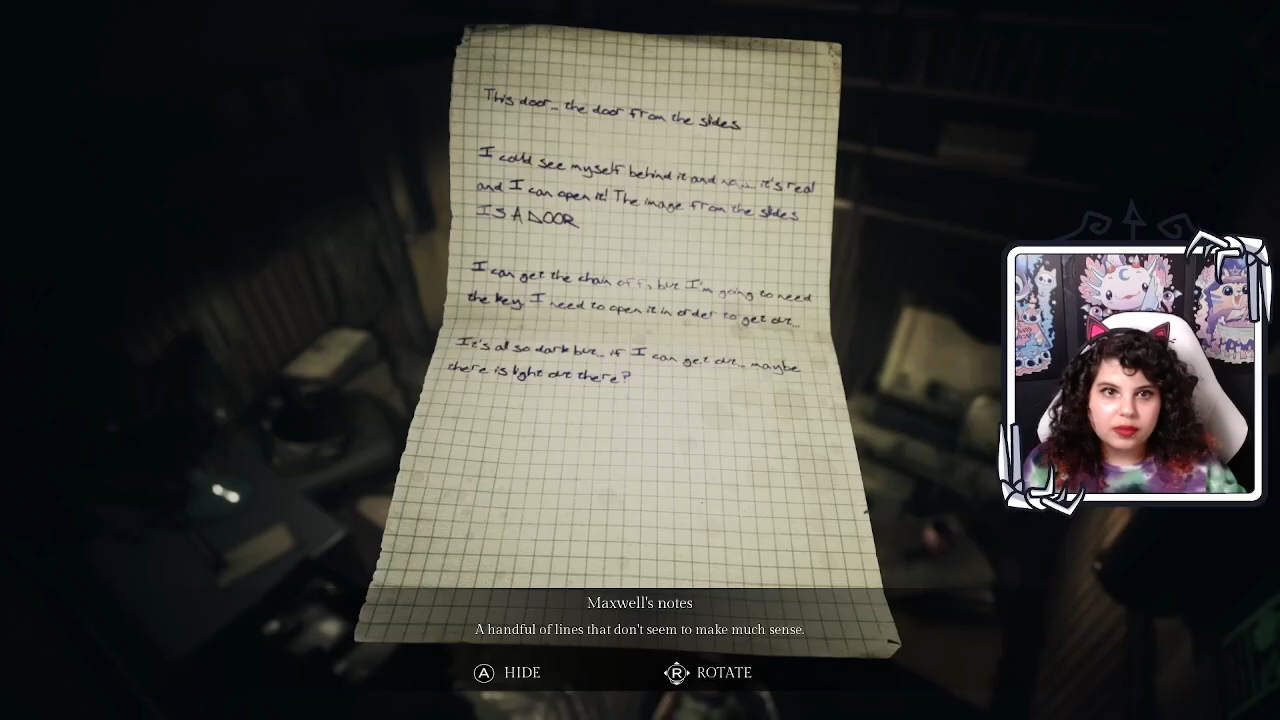 This door... the door from the slides
I could see myself behind it and now... it's real
and I can open it! The image from the slides
IS A DOOR
I can get the chain off, but I'm going to need
the key. I need to open it in order to get out...
It's all so dark but... if I can get out... maybe
there is light out there?
Maxwell's notes
A handful of lines that don't seem to make much sense.
A HIDE
R ROTATE